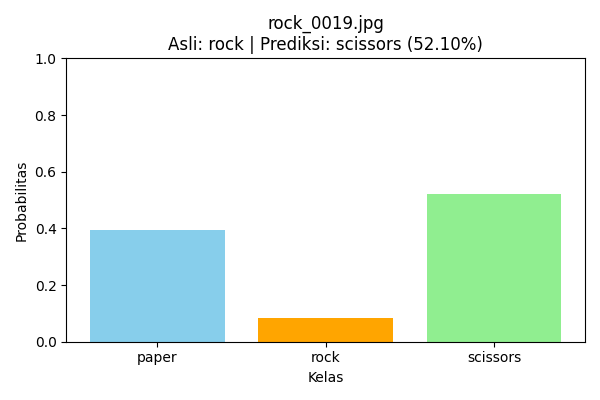 rock_0019.jpg
Asli: rock | Prediksi: scissors (52.10%)
1.0
0.8
0.6
0.4
0.2
0.0
Probabilitas
paper
rock
scissors
Kelas